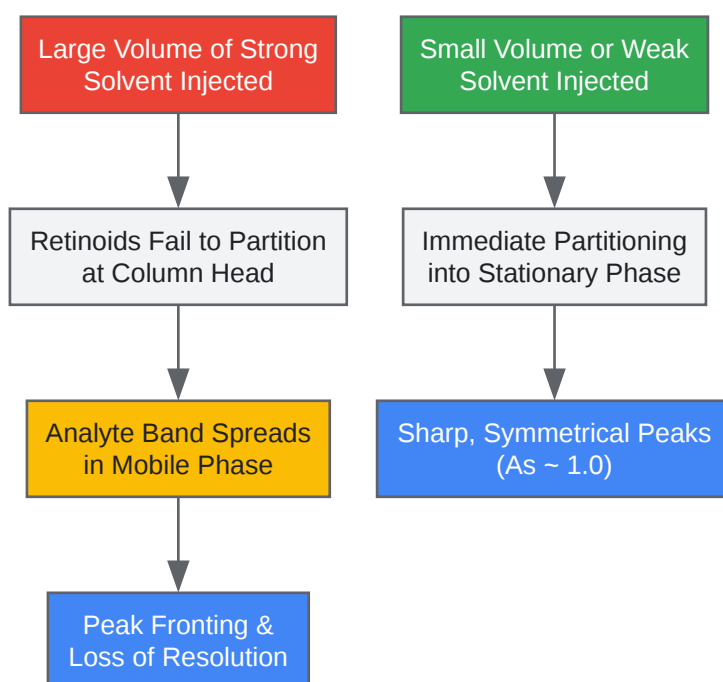 Large Volume of Strong
Solvent Injected
Retinoids Fail to Partition
at Column Head
Analyte Band Spreads
in Mobile Phase
Peak Fronting &
Loss of Resolution
Small Volume or Weak
Solvent Injected
Immediate Partitioning
into Stationary Phase
Sharp, Symmetrical Peaks
(As ~ 1.0)